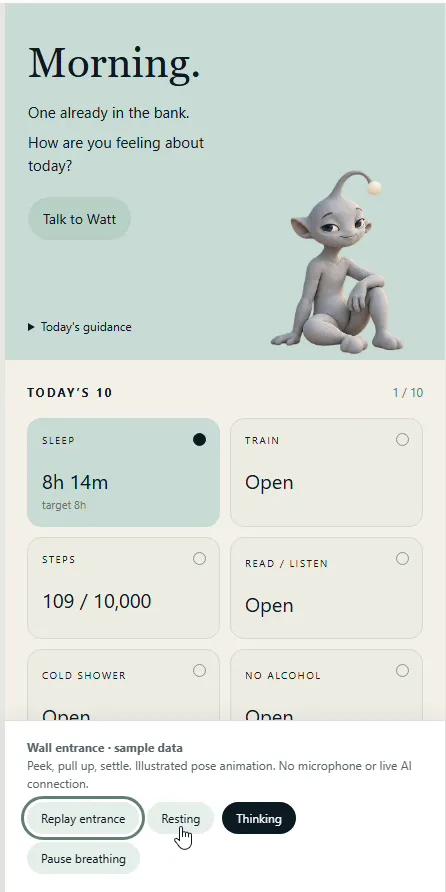 Morning.
One already in the bank.
How are you feeling about
today?
Talk to Watt
▶ Today's guidance
TODAY'S 10
1 / 10
SLEEP
8h 14m
target 8h
TRAIN
Open
STEPS
109 / 10,000
READ / LISTEN
Open
COLD SHOWER
Open
NO ALCOHOL
Open
Wall entrance · sample data
Peek, pull up, settle. Illustrated pose animation. No microphone or live AI
connection.
Replay entrance
Resting
Thinking
Pause breathing